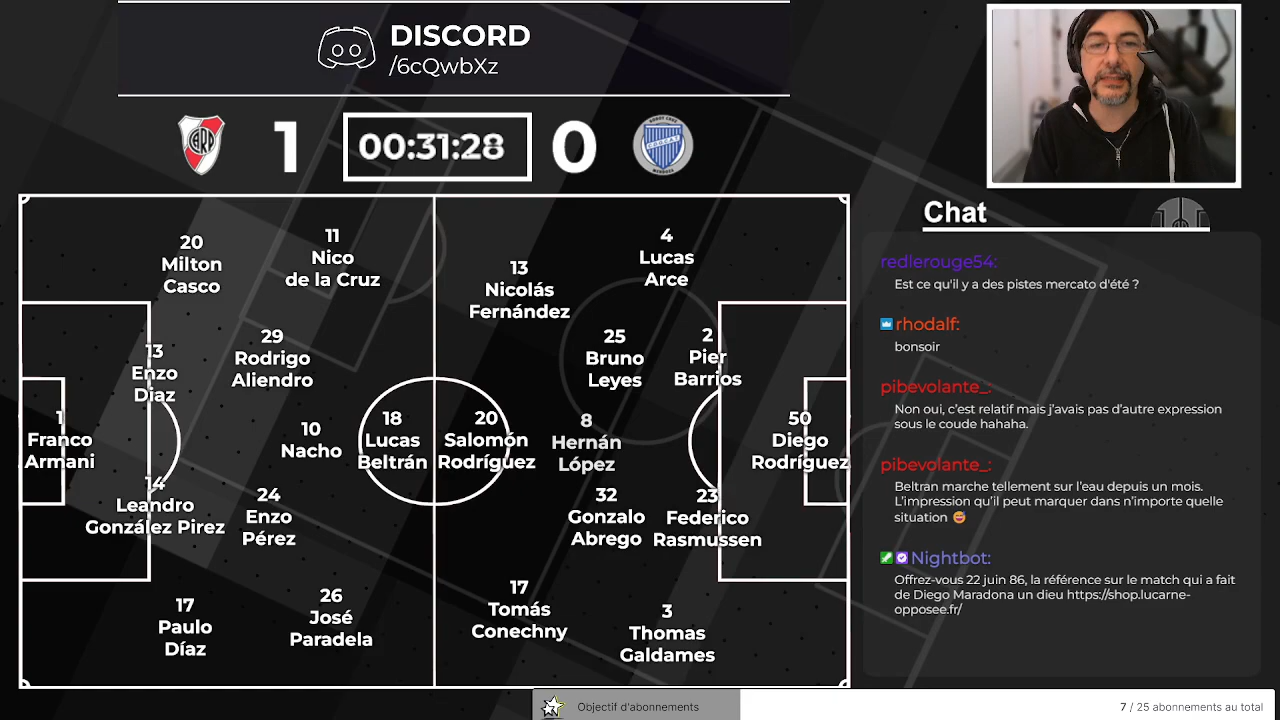 DISCORD
/6cQwbXz
CARP
1
00:31:28
0
GODOY CRUZ
MENDOZA
20
Milton
Casco
11
Nico
de la Cruz
13
Enzo
Diaz
29
Rodrigo
Aliendro
1
Franco
Armani
10
Nacho
18
Lucas
Beltrán
14
Leandro
González Pirez
24
Enzo
Pérez
17
Paulo
Díaz
26
José
Paradela
13
Nicolás
Fernández
4
Lucas
Arce
25
Bruno
Leyes
2
Pier
Barrios
20
Salomón
Rodríguez
8
Hernán
López
50
Diego
Rodríguez
32
Gonzalo
Abrego
23
Federico
Rasmussen
17
Tomás
Conechny
3
Thomas
Galdames
Chat
redlerouge54:
Est ce qu'il y a des pistes mercato d'été ?
rhodalf:
bonsoir
pibevolante_:
Non oui, c’est relatif mais j’avais pas d’autre expression
sous le coude hahaha.
pibevolante_:
Beltran marche tellement sur l’eau depuis un mois.
L’impression qu’il peut marquer dans n’importe quelle
situation 😅
Nightbot:
Offrez-vous 22 juin 86, la référence sur le match qui a fait
de Diego Maradona un dieu https://shop.lucarne-
opposee.fr/
Objectif d'abonnements
7 / 25 abonnements au total